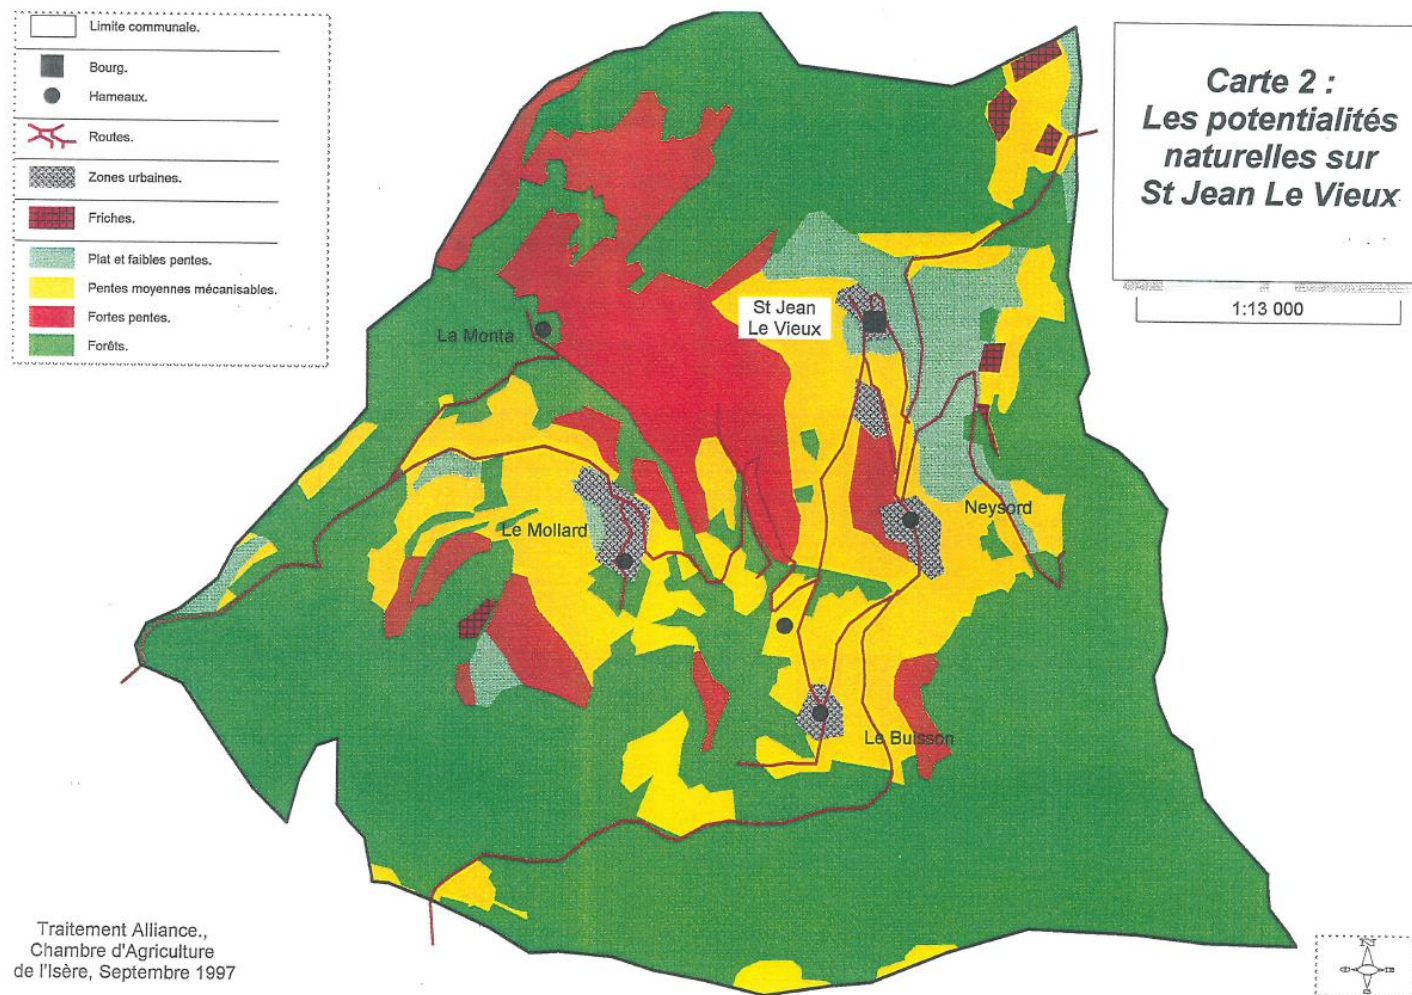 Limite communale.
Bourg.
Hameaux.
Routes.
Zones urbaines.
Friches.
Plat et faibles pentes.
Pentes moyennes mécanisables.
Fortes pentes.
Forêts.
Carte 2 :
Les potentialités
naturelles sur
St Jean Le Vieux
1:13 000
St Jean
Le Vieux
La Monta
Le Mollard
Neysord
Le Buisson
Traitement Alliance.,
Chambre d'Agriculture
de l'Isère, Septembre 1997
N